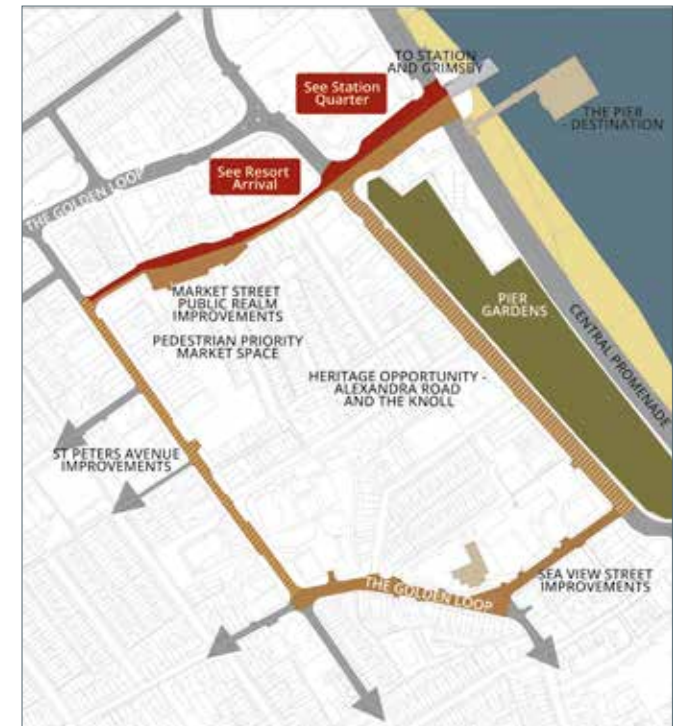 TO STATION
AND GRIMSBY
See Station
Quarter
THE PIER
- DESTINATION
See Resort
Arrival
THE GOLDEN LOOP
MARKET STREET
PUBLIC REALM
IMPROVEMENTS
PEDESTRIAN PRIORITY
MARKET SPACE
PIER
GARDENS
CENTRAL PROMENADE
HERITAGE OPPORTUNITY -
ALEXANDRA ROAD
AND THE KNOLL
ST PETERS AVENUE
IMPROVEMENTS
SEA VIEW STREET
IMPROVEMENTS
THE GOLDEN LOOP